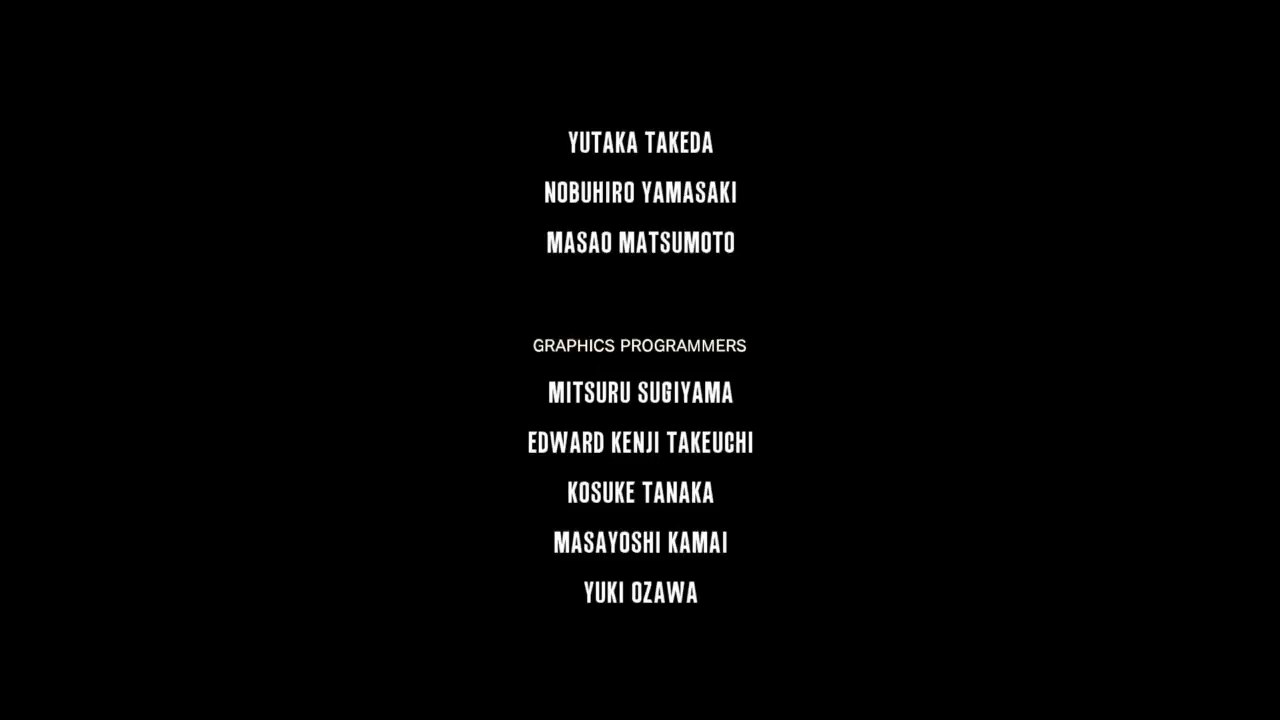 YUTAKA TAKEDA
NOBUHIRO YAMASAKI
MASAO MATSUMOTO
GRAPHICS PROGRAMMERS
MITSURU SUGIYAMA
EDWARD KENJI TAKEUCHI
KOSUKE TANAKA
MASAYOSHI KAMAI
YUKI OZAWA